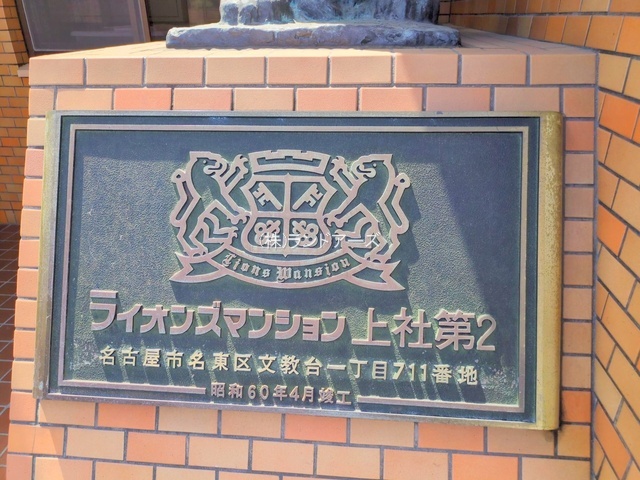 (株)ランドアース
Lions Mansion
ライオンズマンション 上社第2
名古屋市名東区文教台一丁目711番地
昭和60年4月竣工